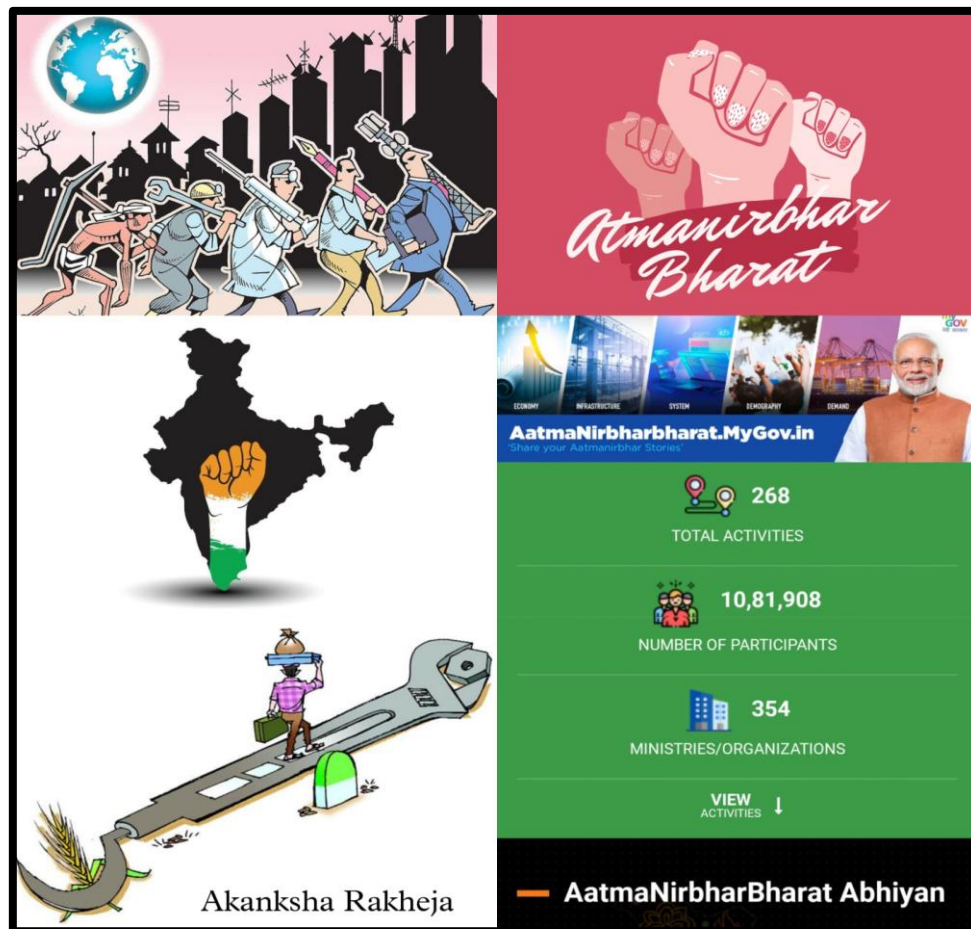 Atmanirbhar
Bharat
GOV
ECONOMY
INFRASTRUCTURE
SYSTEM
DEMOGRAPHY
DEMAND
AatmaNirbharbharat.MyGov.in
'Share your Aatmanirbhar Stories'
268
TOTAL ACTIVITIES
10,81,908
NUMBER OF PARTICIPANTS
354
MINISTRIES/ORGANIZATIONS
VIEW
ACTIVITIES
AatmaNirbharBharat Abhiyan
Akanksha Rakheja